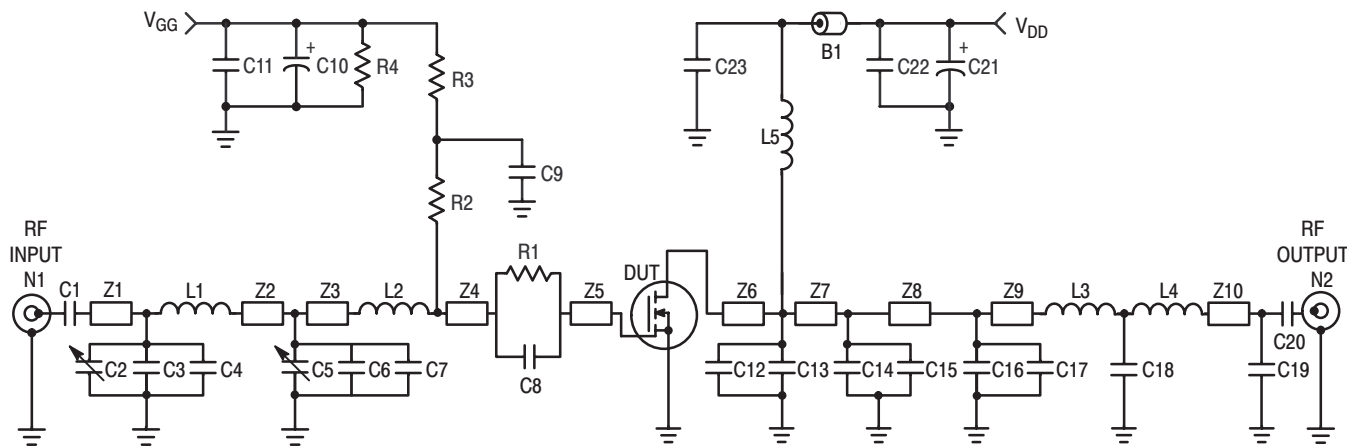 VGG
VDD
B1
C11
+
C10
R4
R3
C23
C22
+
C21
L5
C9
R2
RF
INPUT
N1
RF
OUTPUT
N2
R1
DUT
C1
Z1
L1
Z2
Z3
L2
Z4
Z5
Z6
Z7
Z8
Z9
L3
L4
Z10
C20
C2
C3
C4
C5
C6
C7
C8
C12
C13
C14
C15
C16
C17
C18
C19